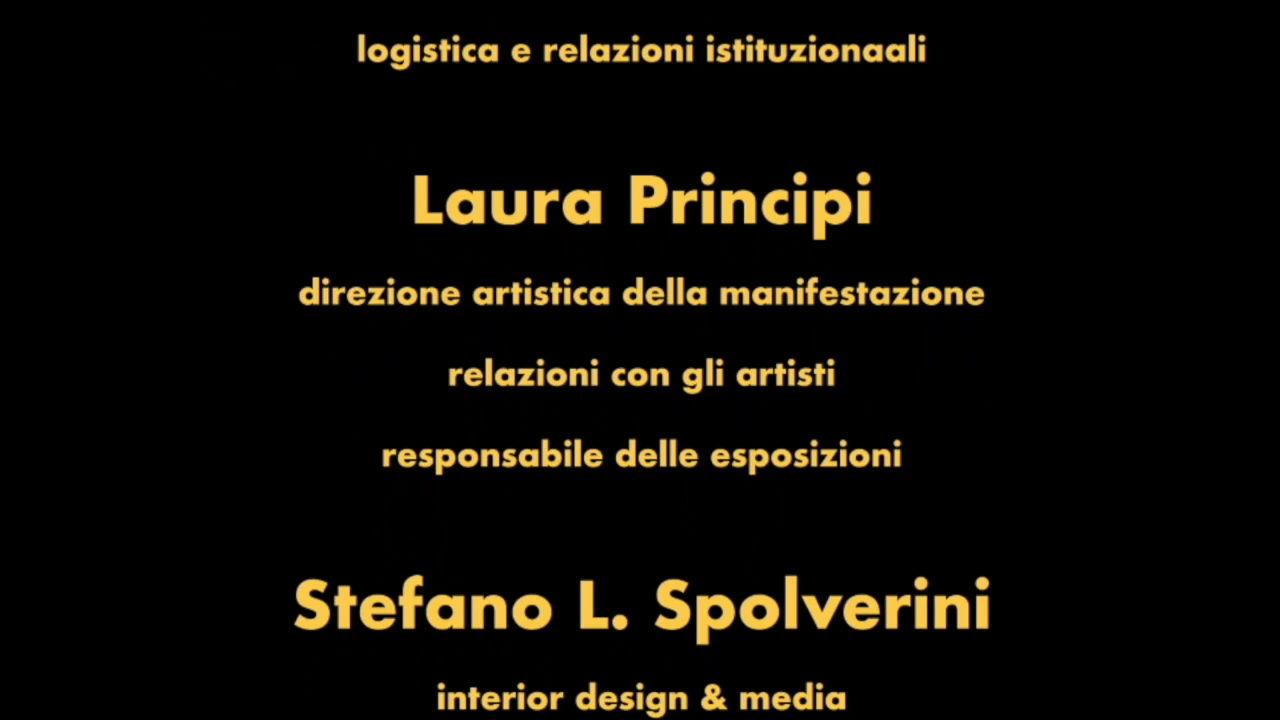 logistica e relazioni istituzionaali
Laura Principi
direzione artistica della manifestazione
relazioni con gli artisti
responsabile delle esposizioni
Stefano L. Spolverini
interior design & media